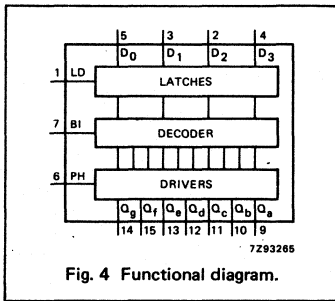 5 3 2 4
D0 D1 D2 D3
1 LD LATCHES
7 BI DECODER
6 PH DRIVERS
Qg Qf Qe Qd Qc Qb Qa
14 15 13 12 11 10 9
7Z93265
Fig. 4 Functional diagram.